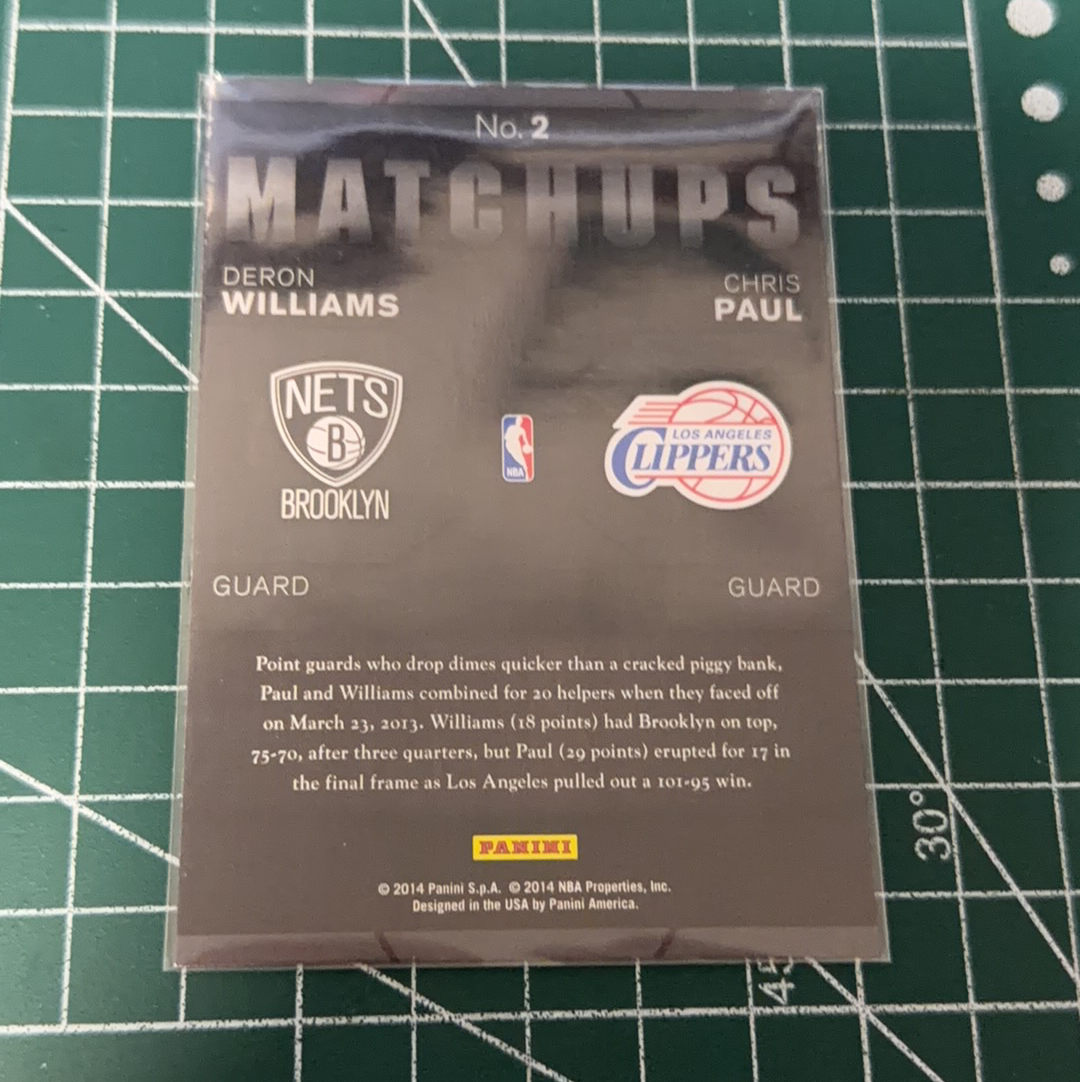 No. 2
MATCHUPS
DERON
WILLIAMS
CHRIS
PAUL
NETS
B
BROOKLYN
NBA
LOS ANGELES
CLIPPERS
GUARD
GUARD
Point guards who drop dimes quicker than a cracked piggy bank,
Paul and Williams combined for 20 helpers when they faced off
on March 23, 2013. Williams (18 points) had Brooklyn on top,
75-70, after three quarters, but Paul (29 points) erupted for 17 in
the final frame as Los Angeles pulled out a 101-95 win.
PANINI
© 2014 Panini S.p.A. © 2014 NBA Properties, Inc.
Designed in the USA by Panini America.
30°
45